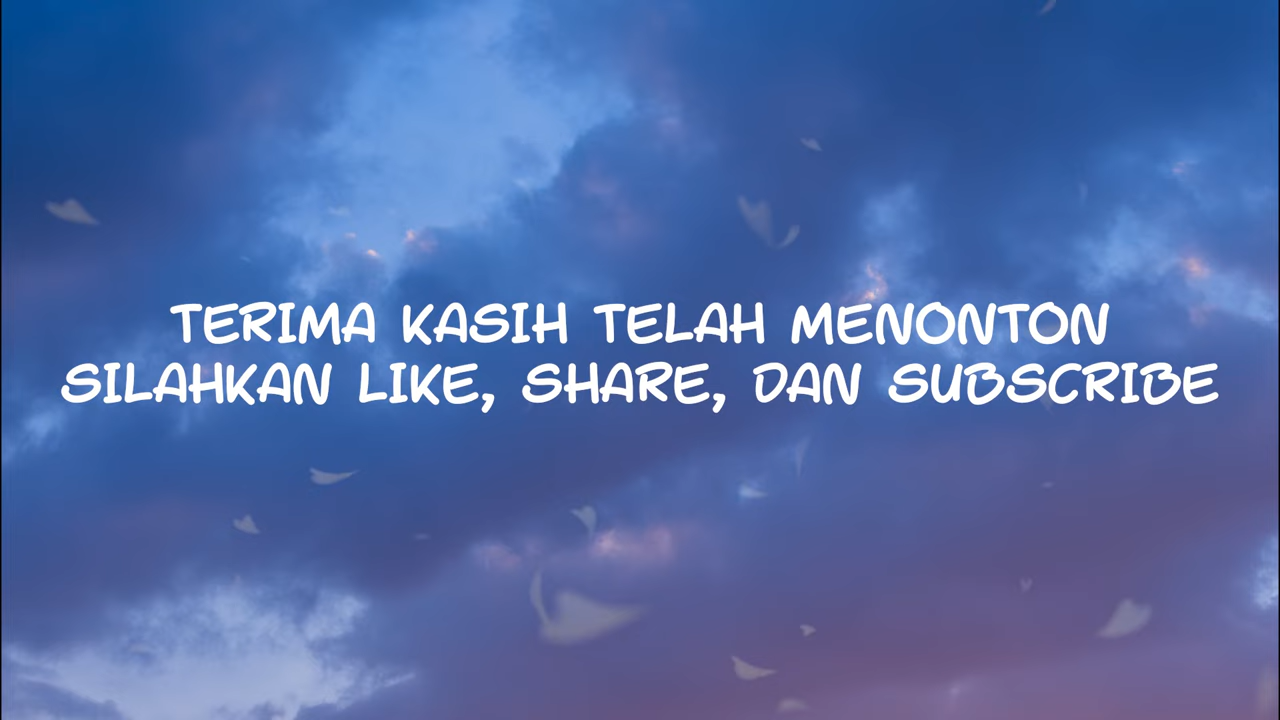 TERIMA KASIH TELAH MENONTON
SILAHKAN LIKE, SHARE, DAN SUBSCRIBE